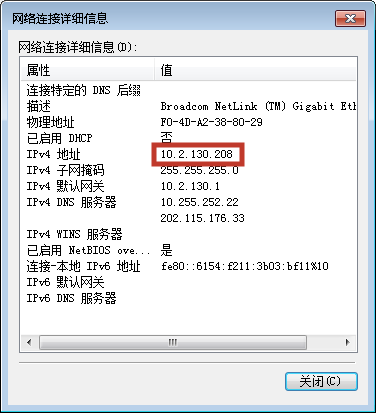 网络连接详细信息
网络连接详细信息(D):
属性 值
连接特定的 DNS 后缀
描述 Broadcom NetLink (TM) Gigabit Eth
物理地址 F0-4D-A2-38-80-29
已启用 DHCP 否
IPv4 地址 10.2.130.208
IPv4 子网掩码 255.255.255.0
IPv4 默认网关 10.2.130.1
IPv4 DNS 服务器 10.255.252.22
202.115.176.33
IPv4 WINS 服务器
已启用 NetBIOS ove... 是
连接-本地 IPv6 地址 fe80::6154:f211:3b03:bf11%10
IPv6 默认网关
IPv6 DNS 服务器
关闭(C)